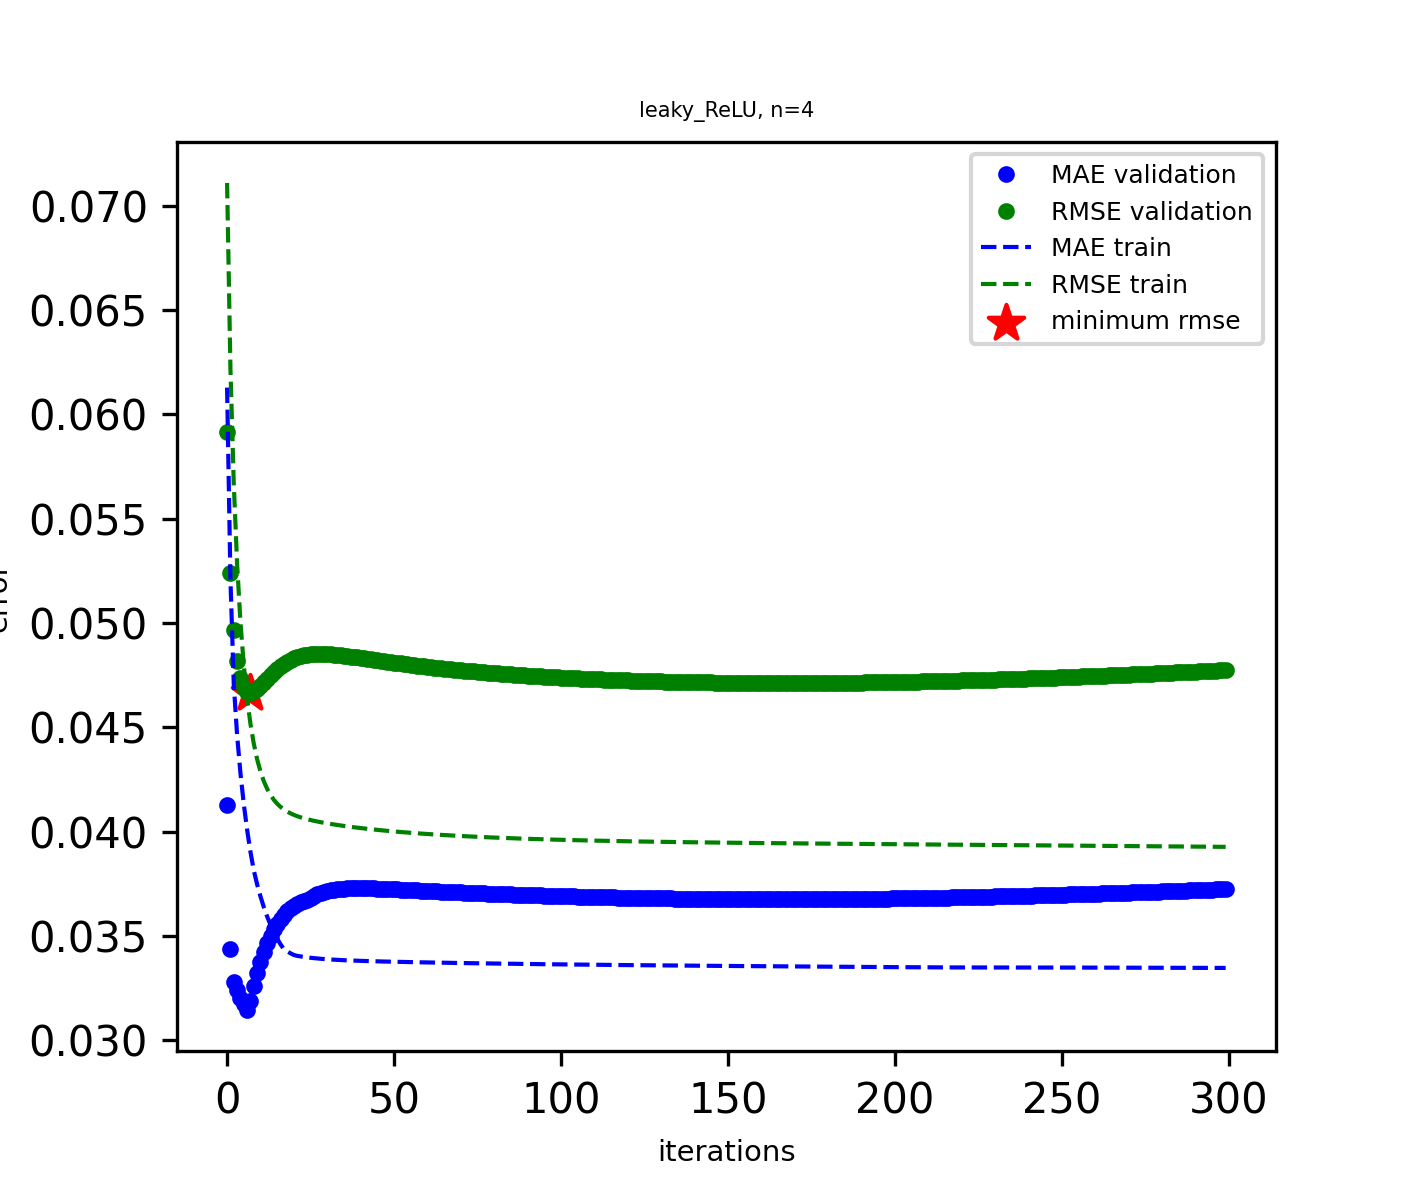 leaky_ReLU, n=4
MAE validation
RMSE validation
MAE train
RMSE train
minimum rmse
0.070
0.065
0.060
0.055
0.050
0.045
0.040
0.035
0.030
0 50 100 150 200 250 300
iterations